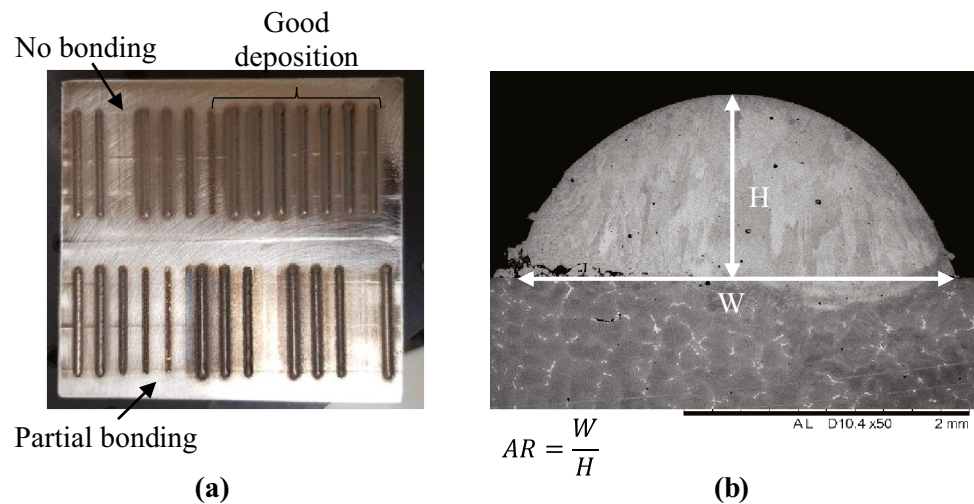 Good
deposition
No bonding
Partial bonding
(a)
H
W
AL D10.4 x50 2 mm
AR = W/H
(b)